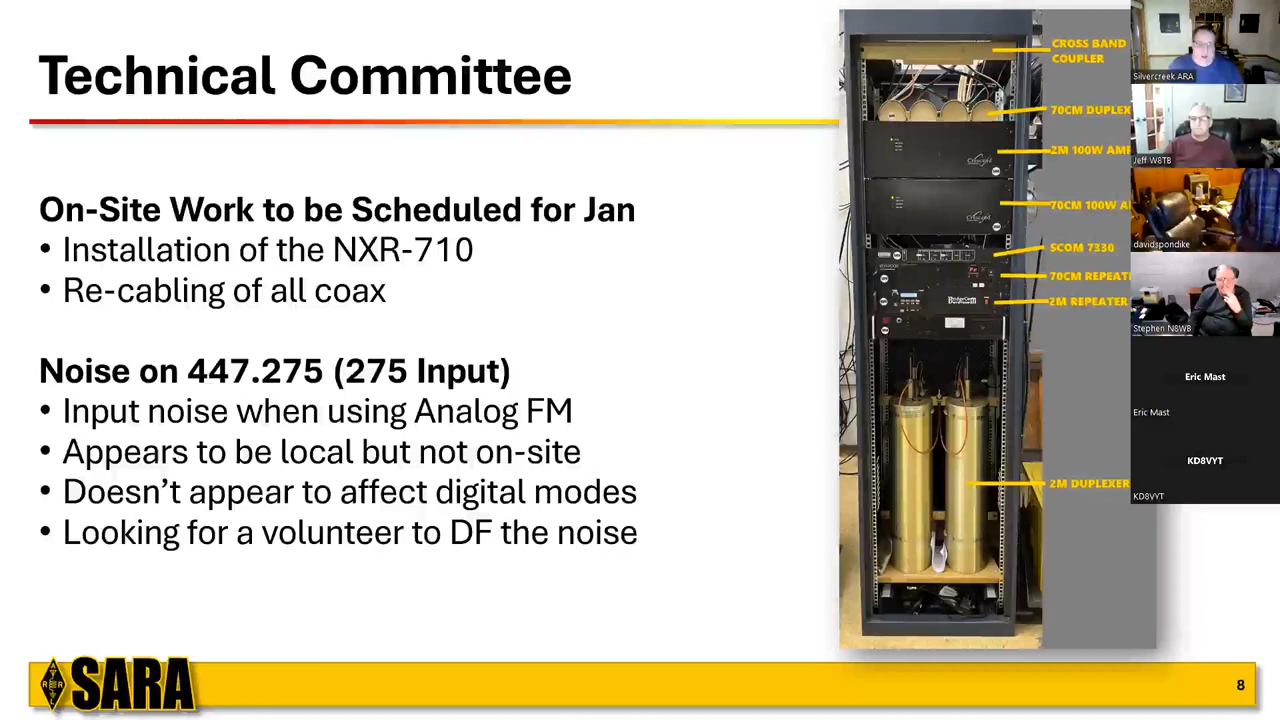 Technical Committee
On-Site Work to be Scheduled for Jan
• Installation of the NXR-710
• Re-cabling of all coax
Noise on 447.275 (275 Input)
• Input noise when using Analog FM
• Appears to be local but not on-site
• Doesn't appear to affect digital modes
• Looking for a volunteer to DF the noise
CROSS BAND
COUPLER
70CM DUPLEX
2M 100W AM
70CM 100W A
SCOM 7330
70CM REPEAT
2M REPEATER
2M DUPLEXER
Silvercreek ARA
Jeff W8TB
davidspondike
Stephen N8WB
Eric Mast
Eric Mast
KD8VYT
KD8VYT
SARA
8